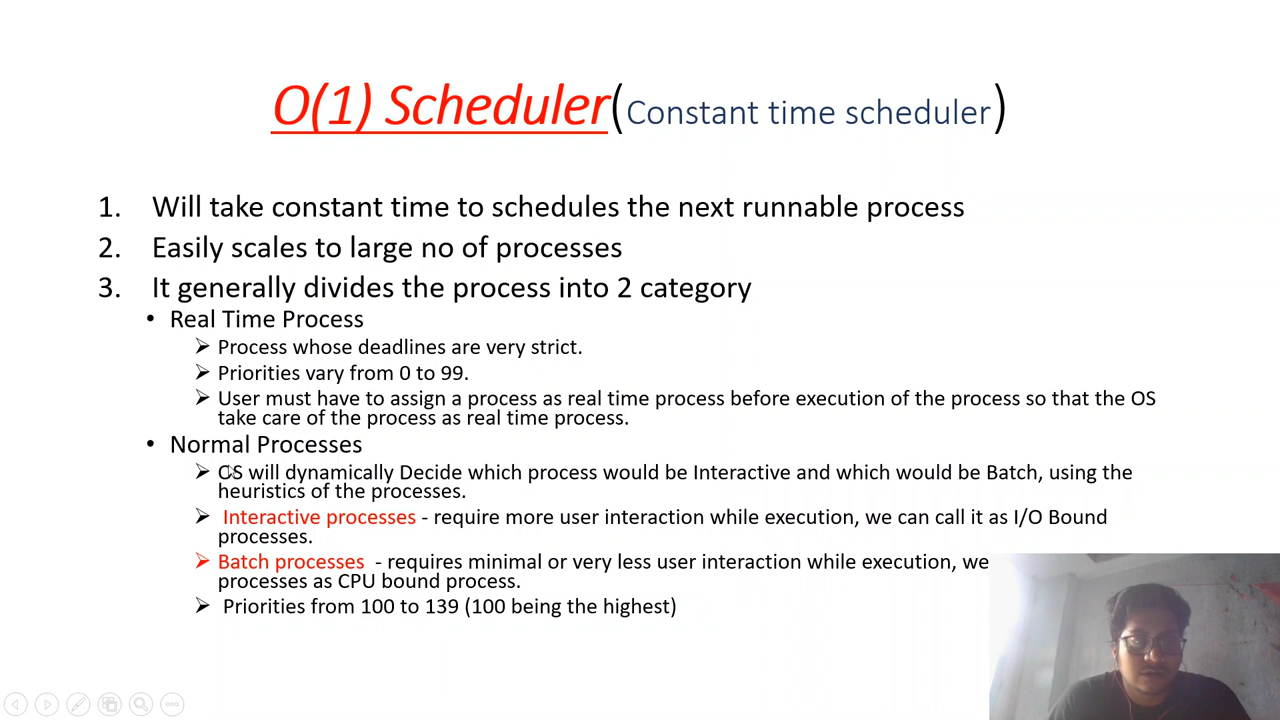 O(1) Scheduler(Constant time scheduler)
1. Will take constant time to schedules the next runnable process
2. Easily scales to large no of processes
3. It generally divides the process into 2 category
• Real Time Process
➢ Process whose deadlines are very strict.
➢ Priorities vary from 0 to 99.
➢ User must have to assign a process as real time process before execution of the process so that the OS
take care of the process as real time process.
• Normal Processes
➢ OS will dynamically Decide which process would be Interactive and which would be Batch, using the
heuristics of the processes.
➢ Interactive processes - require more user interaction while execution, we can call it as I/O Bound
processes.
➢ Batch processes - requires minimal or very less user interaction while execution, we
processes as CPU bound process.
➢ Priorities from 100 to 139 (100 being the highest)